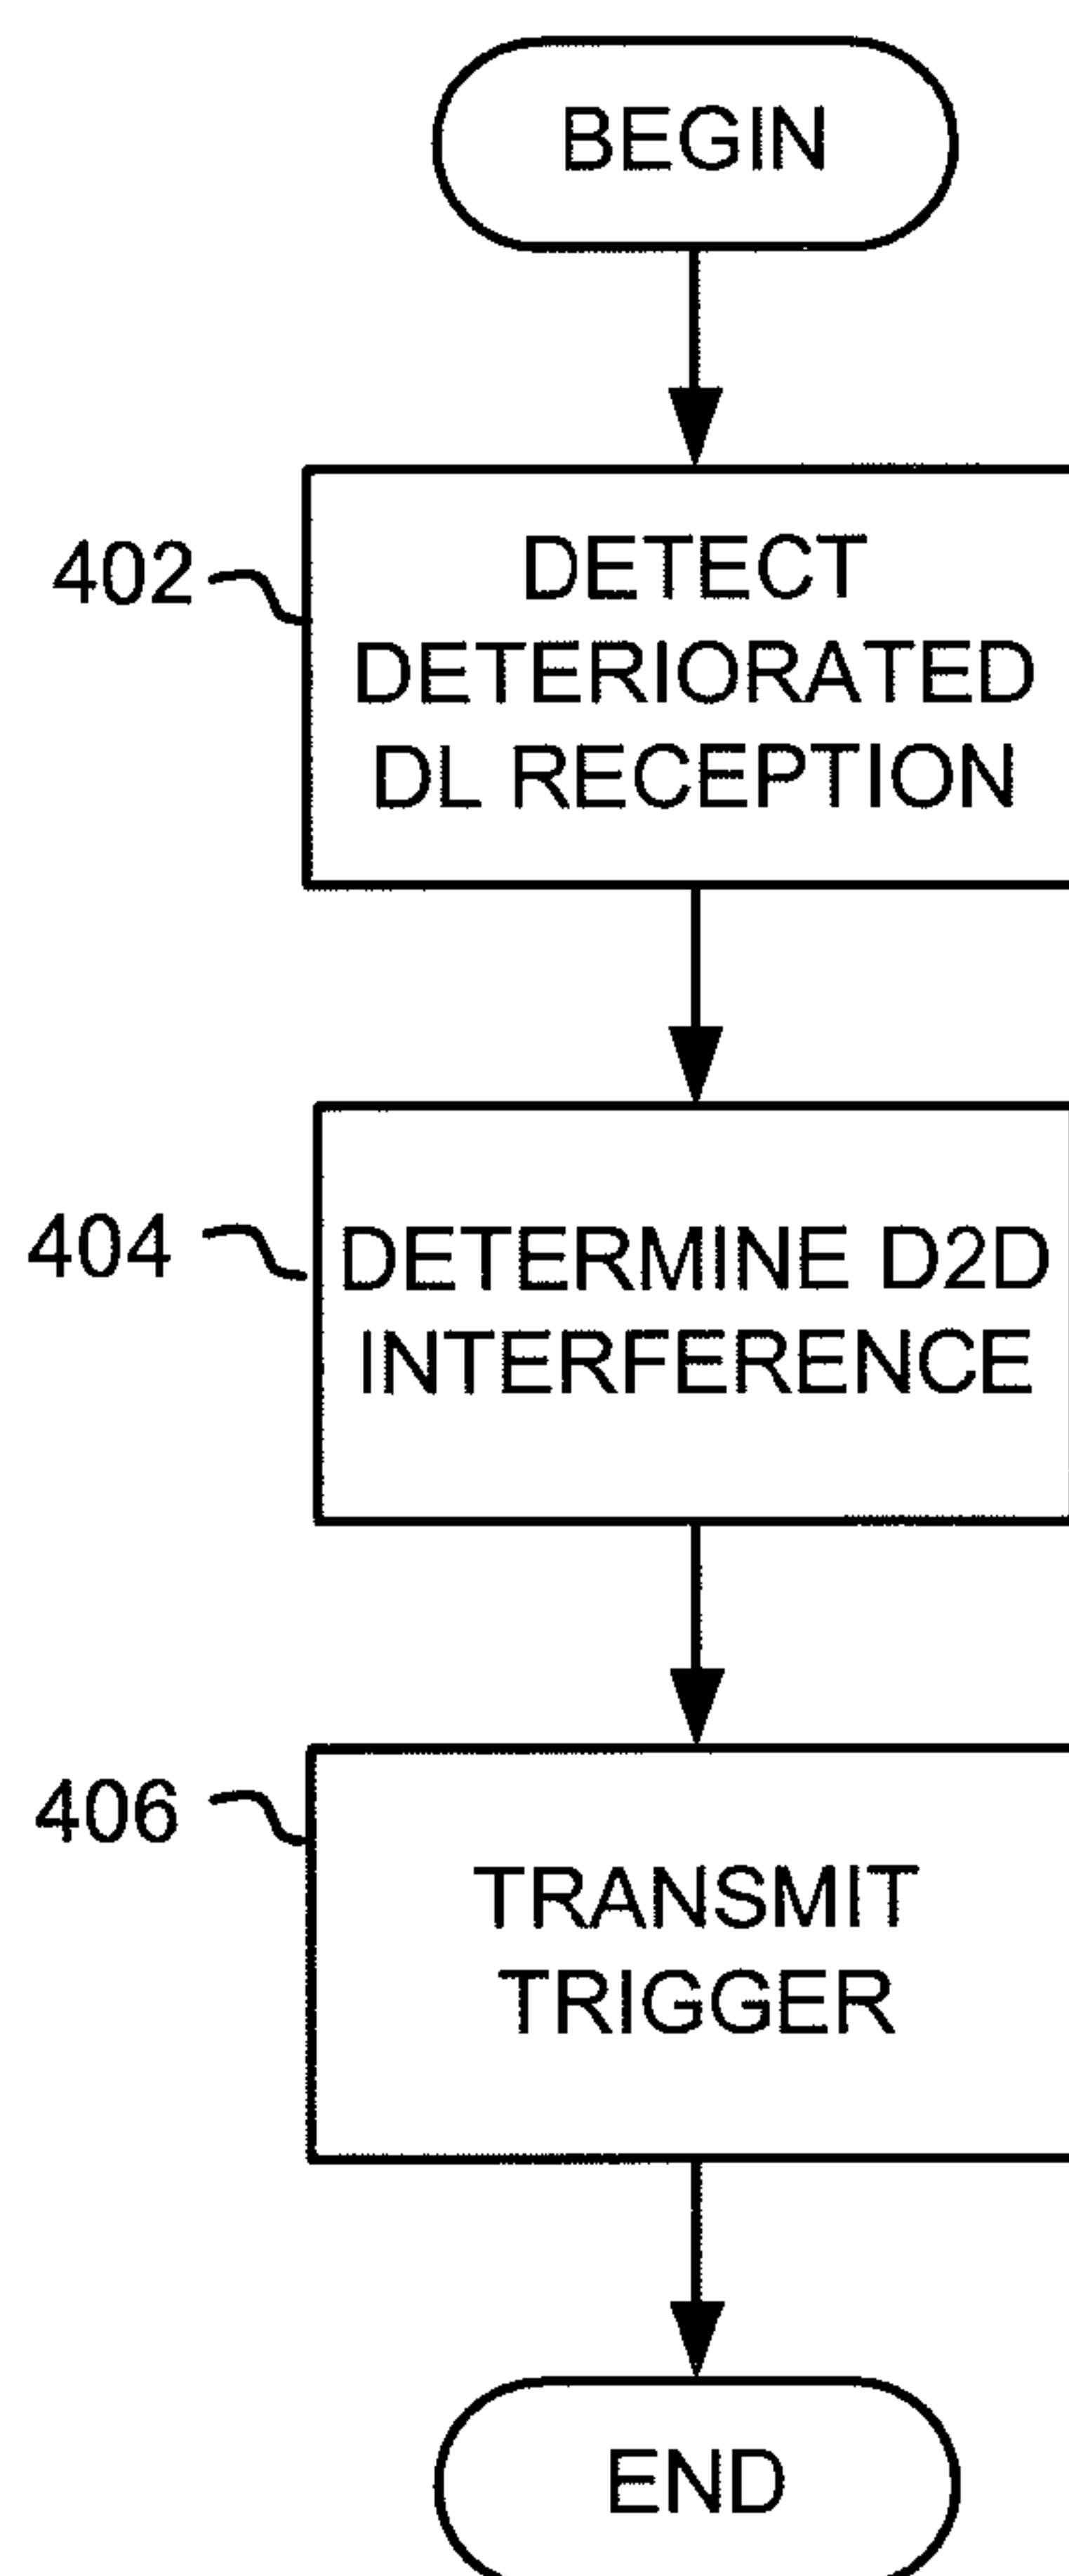 BEGIN
402
DETECT
DETERIORATED
DL RECEPTION
404
DETERMINE D2D
INTERFERENCE
406
TRANSMIT
TRIGGER
END